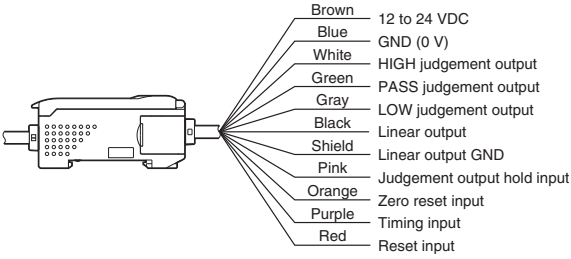 Brown 12 to 24 VDC
Blue GND (0 V)
White HIGH judgement output
Green PASS judgement output
Gray LOW judgement output
Black Linear output
Shield Linear output GND
Pink Judgement output hold input
Orange Zero reset input
Purple Timing input
Red Reset input